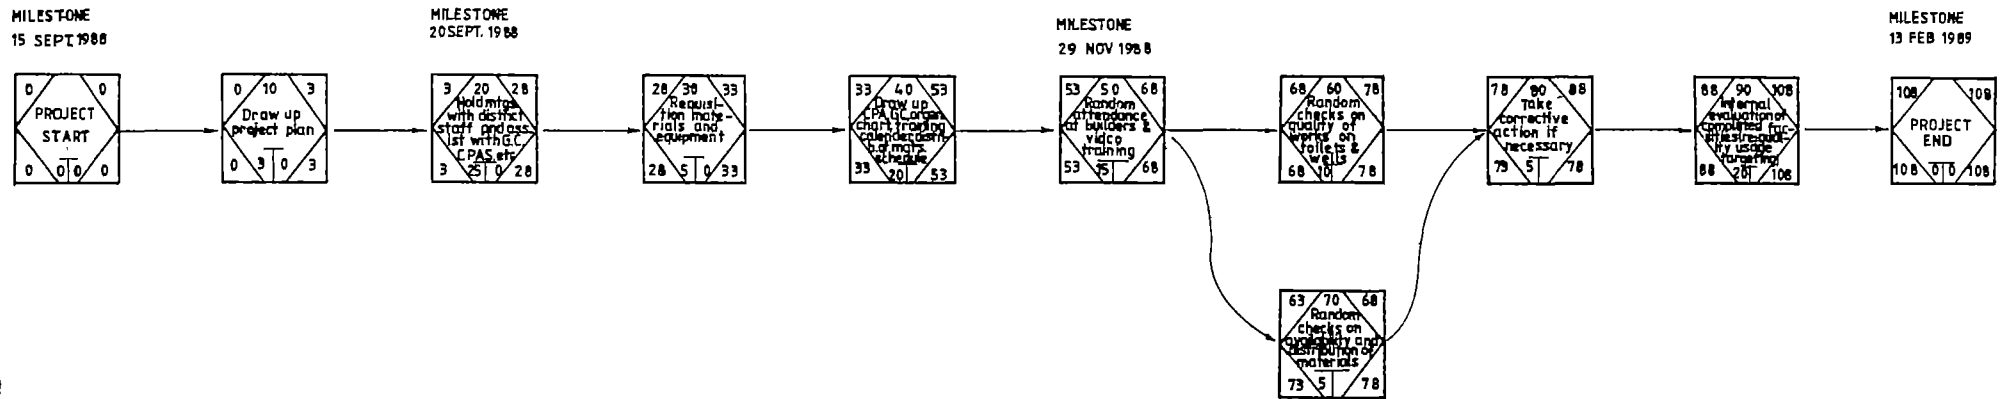 MILESTONE
15 SEPT. 1988
MILESTONE
20 SEPT. 1988
MILESTONE
29 NOV 1988
MILESTONE
13 FEB 1989
0 0
PROJECT
START
0 0 0 0
0 10 3
Draw up
project plan
0 3 0 3
3 20 28
Hold mtgs
with district
staff and ass
ist with G.C.
CPAS. etc
3 25 0 28
28 30 33
Requisi-
tion mate-
rials and
equipment
28 5 0 33
33 40 53
Draw up
CPA,G.C, organ
chart, training
calender
of mats.
schedule
33 20 53
53 50 68
Random
attendance
at builders &
video
training
53 15 68
68 60 78
Random
checks on
quality of
works on
toilets &
wells
68 10 78
78 80 88
Take
corrective
action if
necessary
73 5 78
88 90 108
Internal
evaluation of
completed fac-
ilities re quali-
ty usage
targeting
88 20 108
108 108
PROJECT
END
108 0 0 108
63 70 68
Random
checks on
availability and
distribution of
materials
73 5 78